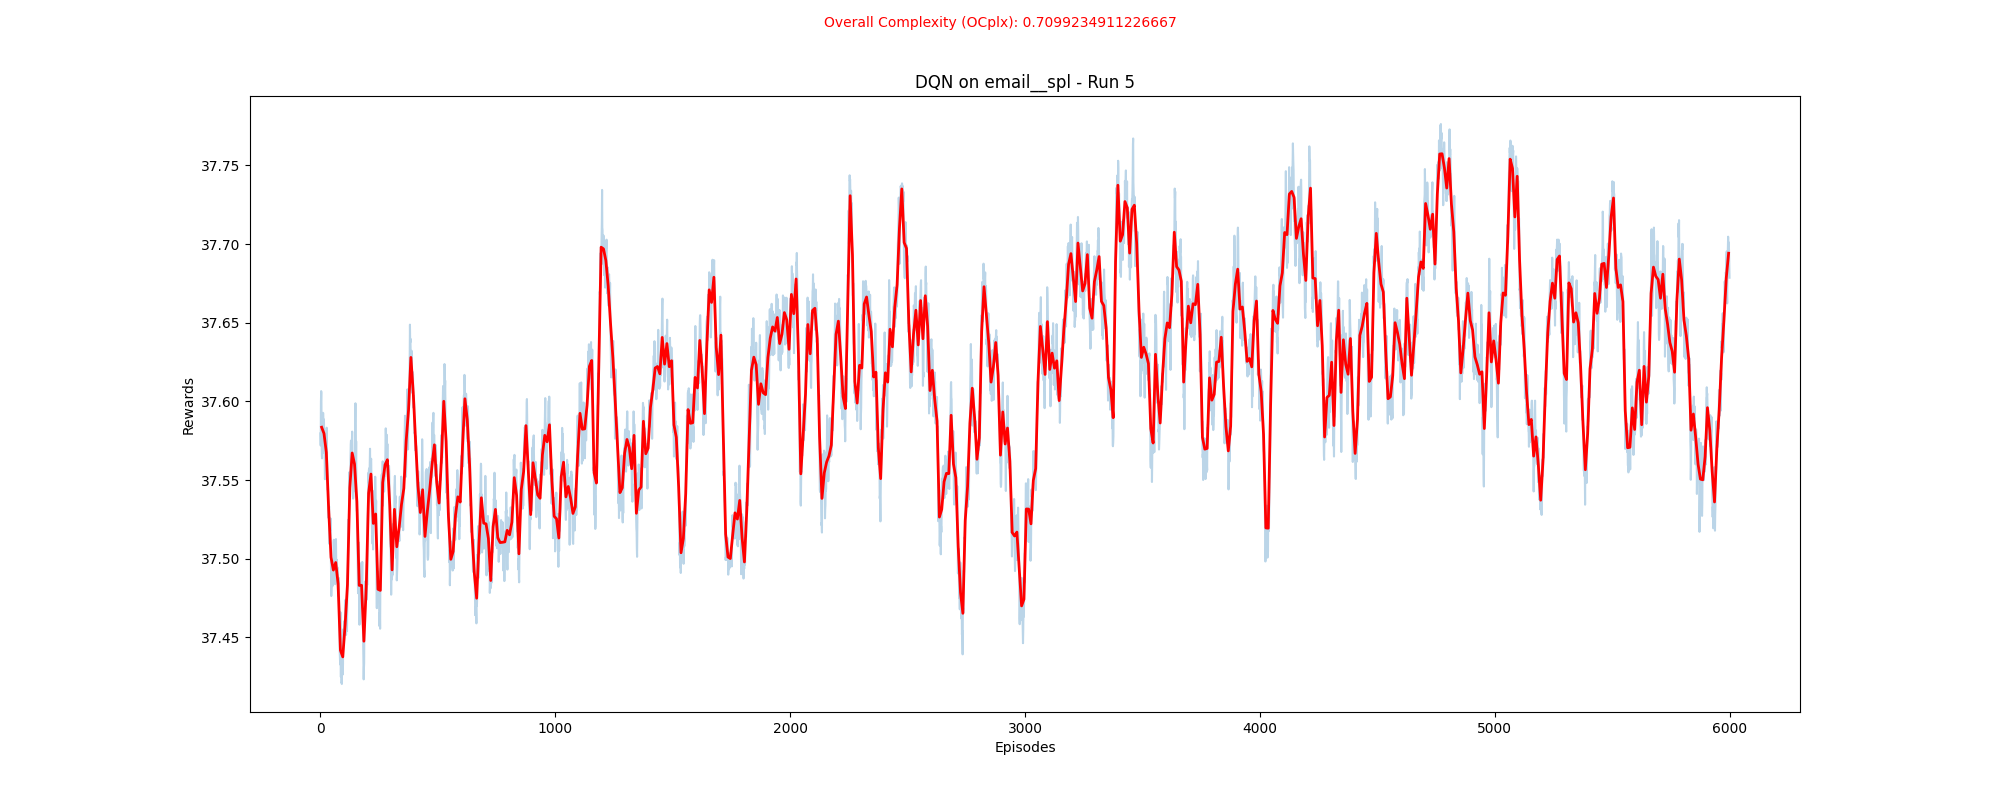 Overall Complexity (OCplx): 0.7099234911226667
DQN on email__spl - Run 5
37.75
37.70
37.65
37.60
37.55
37.50
37.45
Rewards
0 1000 2000 3000 4000 5000 6000
Episodes